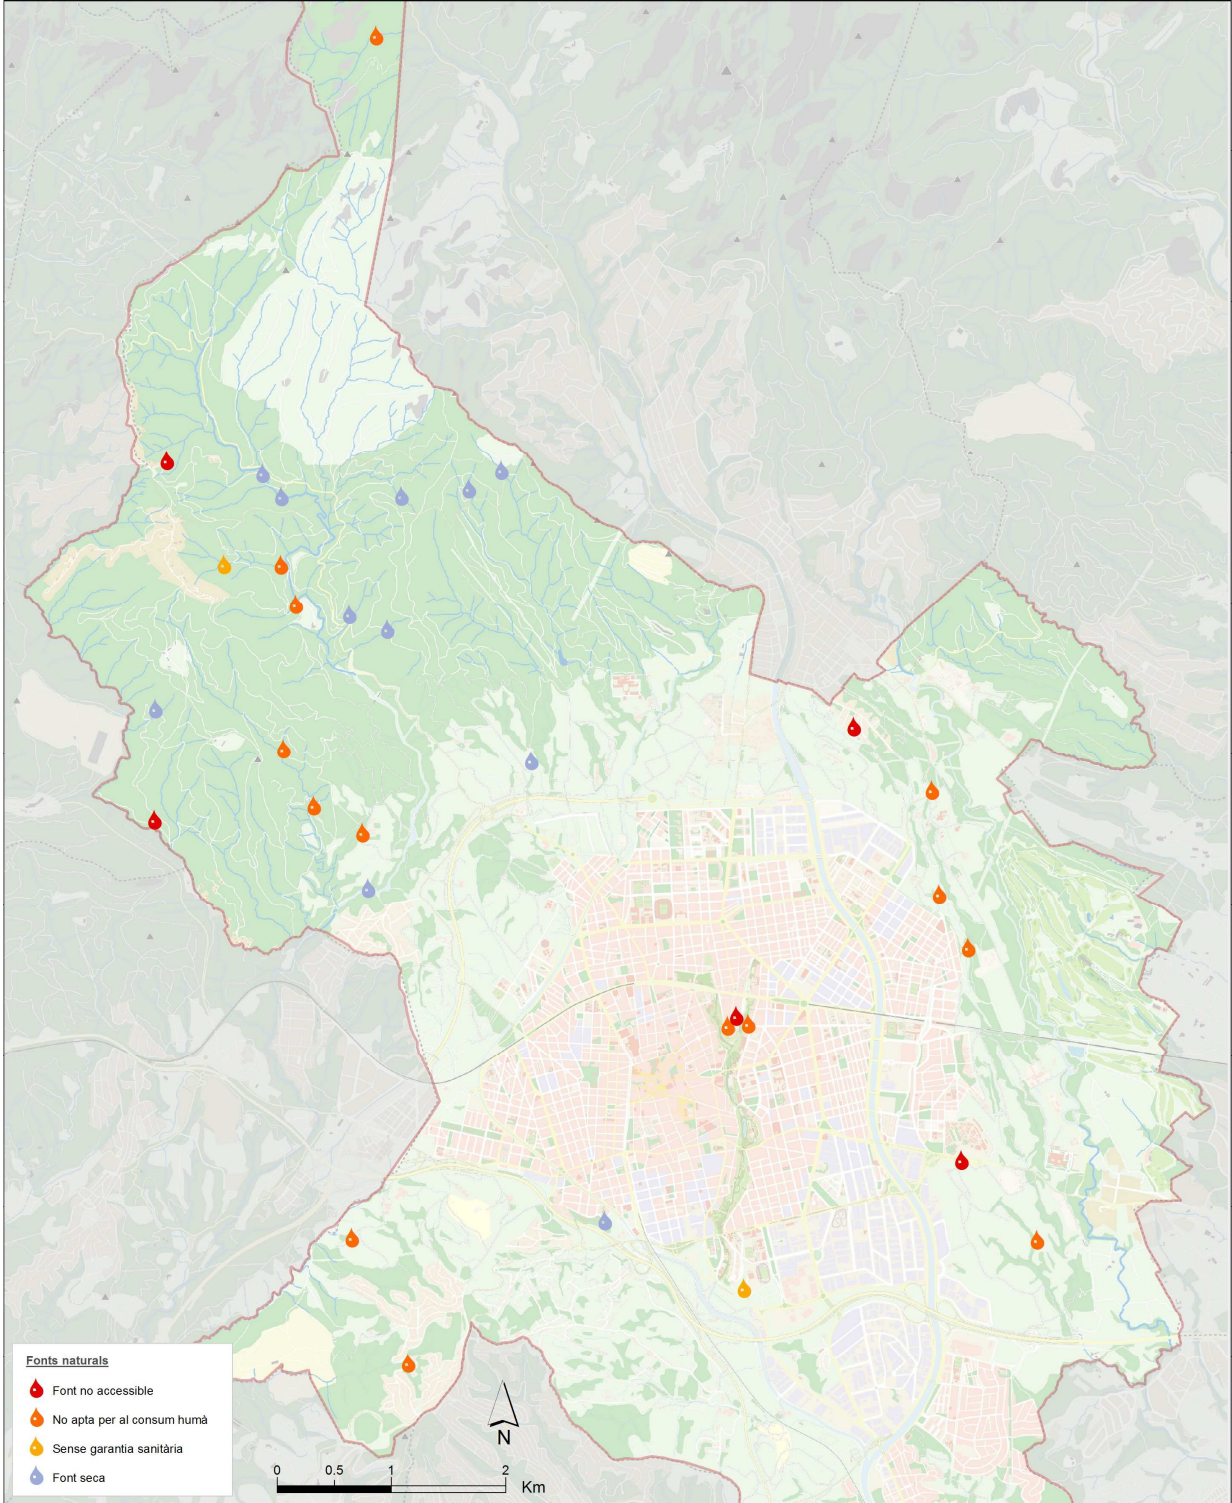 Fonts naturals
Font no accessible
No apta per al consum humà
Sense garantia sanitària
Font seca
N
0 0.5 1 2
Km